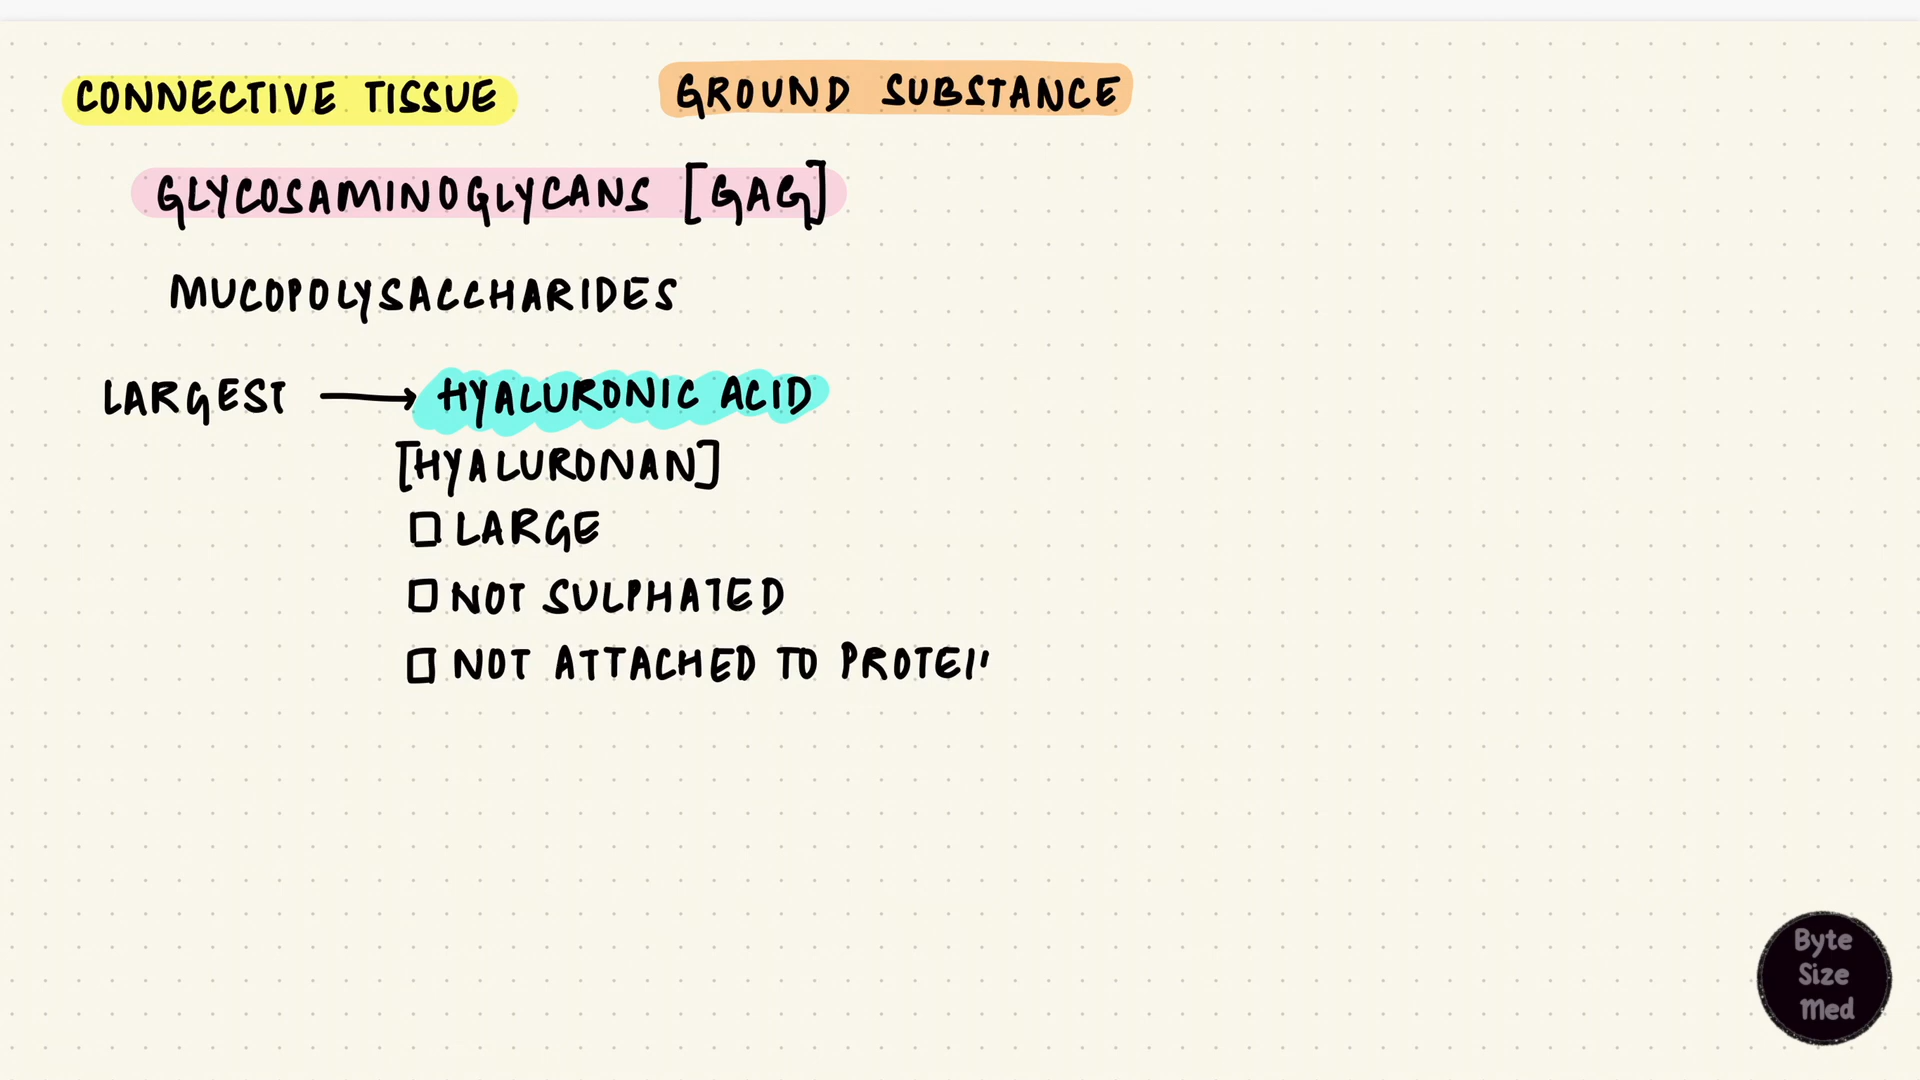 CONNECTIVE TISSUE GROUND SUBSTANCE
GLYCOSAMINOGLYCANS [GAG]
MUCOPOLYSACCHARIDES
LARGEST → HYALURONIC ACID
[HYALURONAN]
□ LARGE
□ NOT SULPHATED
□ NOT ATTACHED TO
Byte
Size
Med